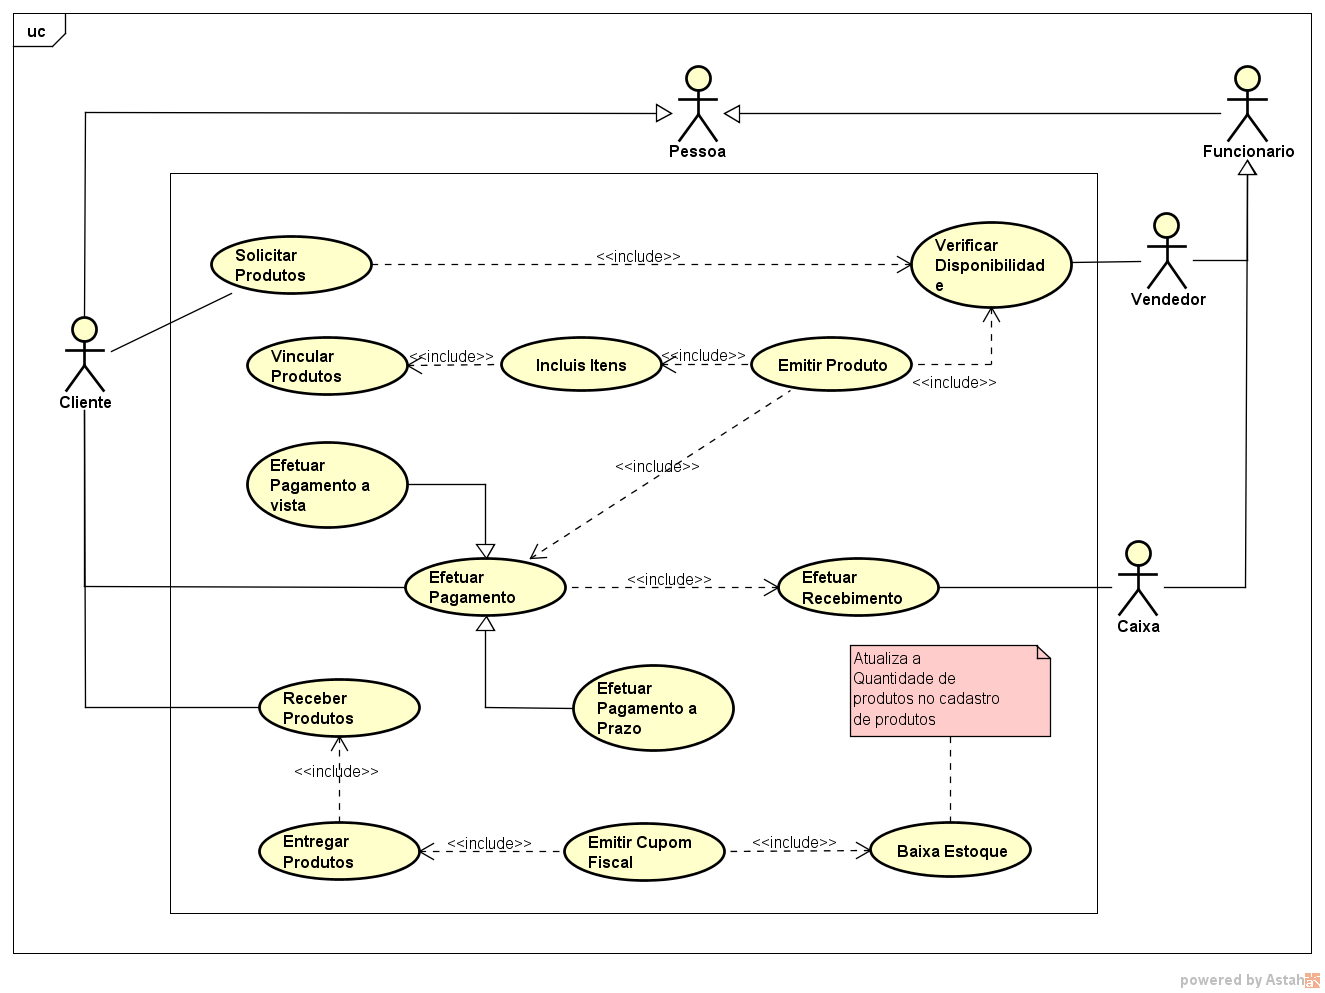 uc
Pessoa
Funcionario
Solicitar
Produtos
<<include>>
Verificar
Disponibilidad
e
Vendedor
Cliente
Vincular
Produtos
<<include>>
Incluis Itens
<<include>>
Emitir Produto
<<include>>
Efetuar
Pagamento a
vista
<<include>>
Efetuar
Pagamento
<<include>>
Efetuar
Recebimento
Caixa
Atualiza a
Quantidade de
produtos no cadastro
de produtos
Receber
Produtos
Efetuar
Pagamento a
Prazo
<<include>>
Entregar
Produtos
<<include>>
Emitir Cupom
Fiscal
<<include>>
Baixa Estoque
powered by Astah